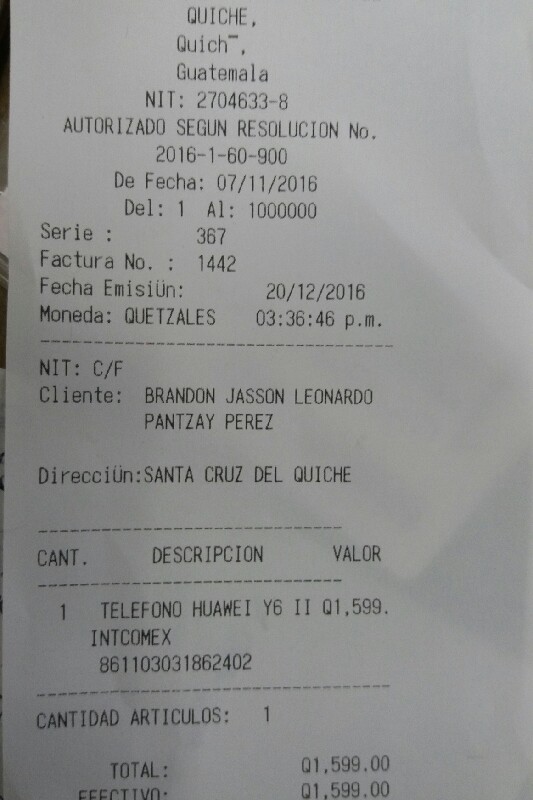 QUICHE,
Quich¯,
Guatemala
NIT: 2704633-8
AUTORIZADO SEGUN RESOLUCION No.
2016-1-60-900
De Fecha: 07/11/2016
Del: 1 Al: 1000000
Serie : 367
Factura No. : 1442
Fecha Emisiün: 20/12/2016
Moneda: QUETZALES 03:36:46 p.m.
NIT: C/F
Cliente: BRANDON JASSON LEONARDO
PANTZAY PEREZ
Direcciün:SANTA CRUZ DEL QUICHE
CANT. DESCRIPCION VALOR
1 TELEFONO HUAWEI Y6 II Q1,599.
INTCOMEX
861103031862402
CANTIDAD ARTICULOS: 1
TOTAL: Q1,599.00
EFECTIVO: Q1,599.00